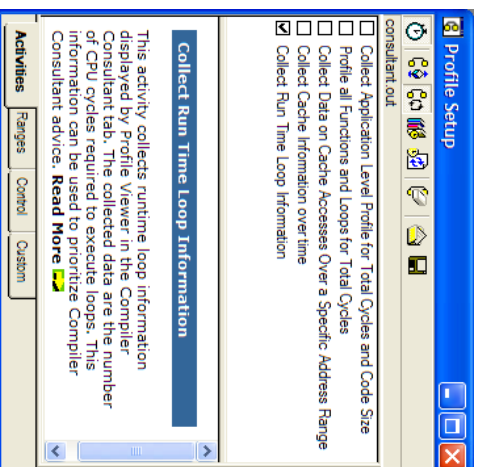 Profile Setup
consultant.out
Collect Application Level Profile for Total Cycles and Code Size
Profile all Functions and Loops for Total Cycles
Collect Data on Cache Accesses Over a Specific Address Range
Collect Cache Information over time
Collect Run Time Loop Information
Collect Run Time Loop Information
This activity collects runtime loop information
displayed by Profile Viewer in the Compiler
Consultant tab. The collected data are the number
of CPU cycles required to execute loops. This
information can be used to prioritize Compiler
Consultant advice. Read More
Activities Ranges Control Custom